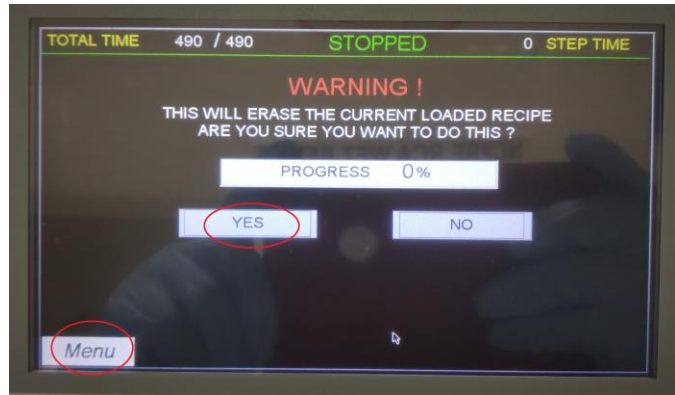 TOTAL TIME 490 / 490 STOPPED 0 STEP TIME
WARNING !
THIS WILL ERASE THE CURRENT LOADED RECIPE
ARE YOU SURE YOU WANT TO DO THIS ?
PROGRESS 0%
YES NO
Menu